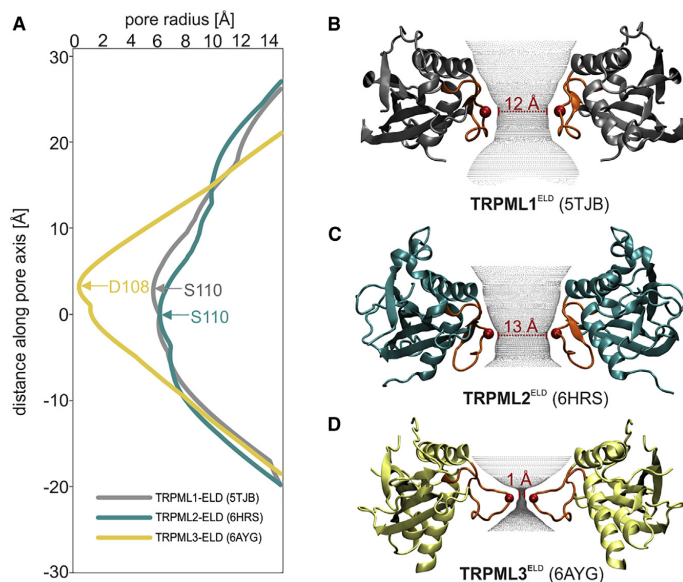 A
pore radius [Å]
0 2 4 6 8 10 12 14
30
20
10
0
-10
-20
-30
distance along pore axis [Å]
D108
S110
S110
TRPML1-ELD (5TJB)
TRPML2-ELD (6HRS)
TRPML3-ELD (6AYG)
B
12 Å
TRPML1ELD (5TJB)
C
13 Å
TRPML2ELD (6HRS)
D
1 Å
TRPML3ELD (6AYG)